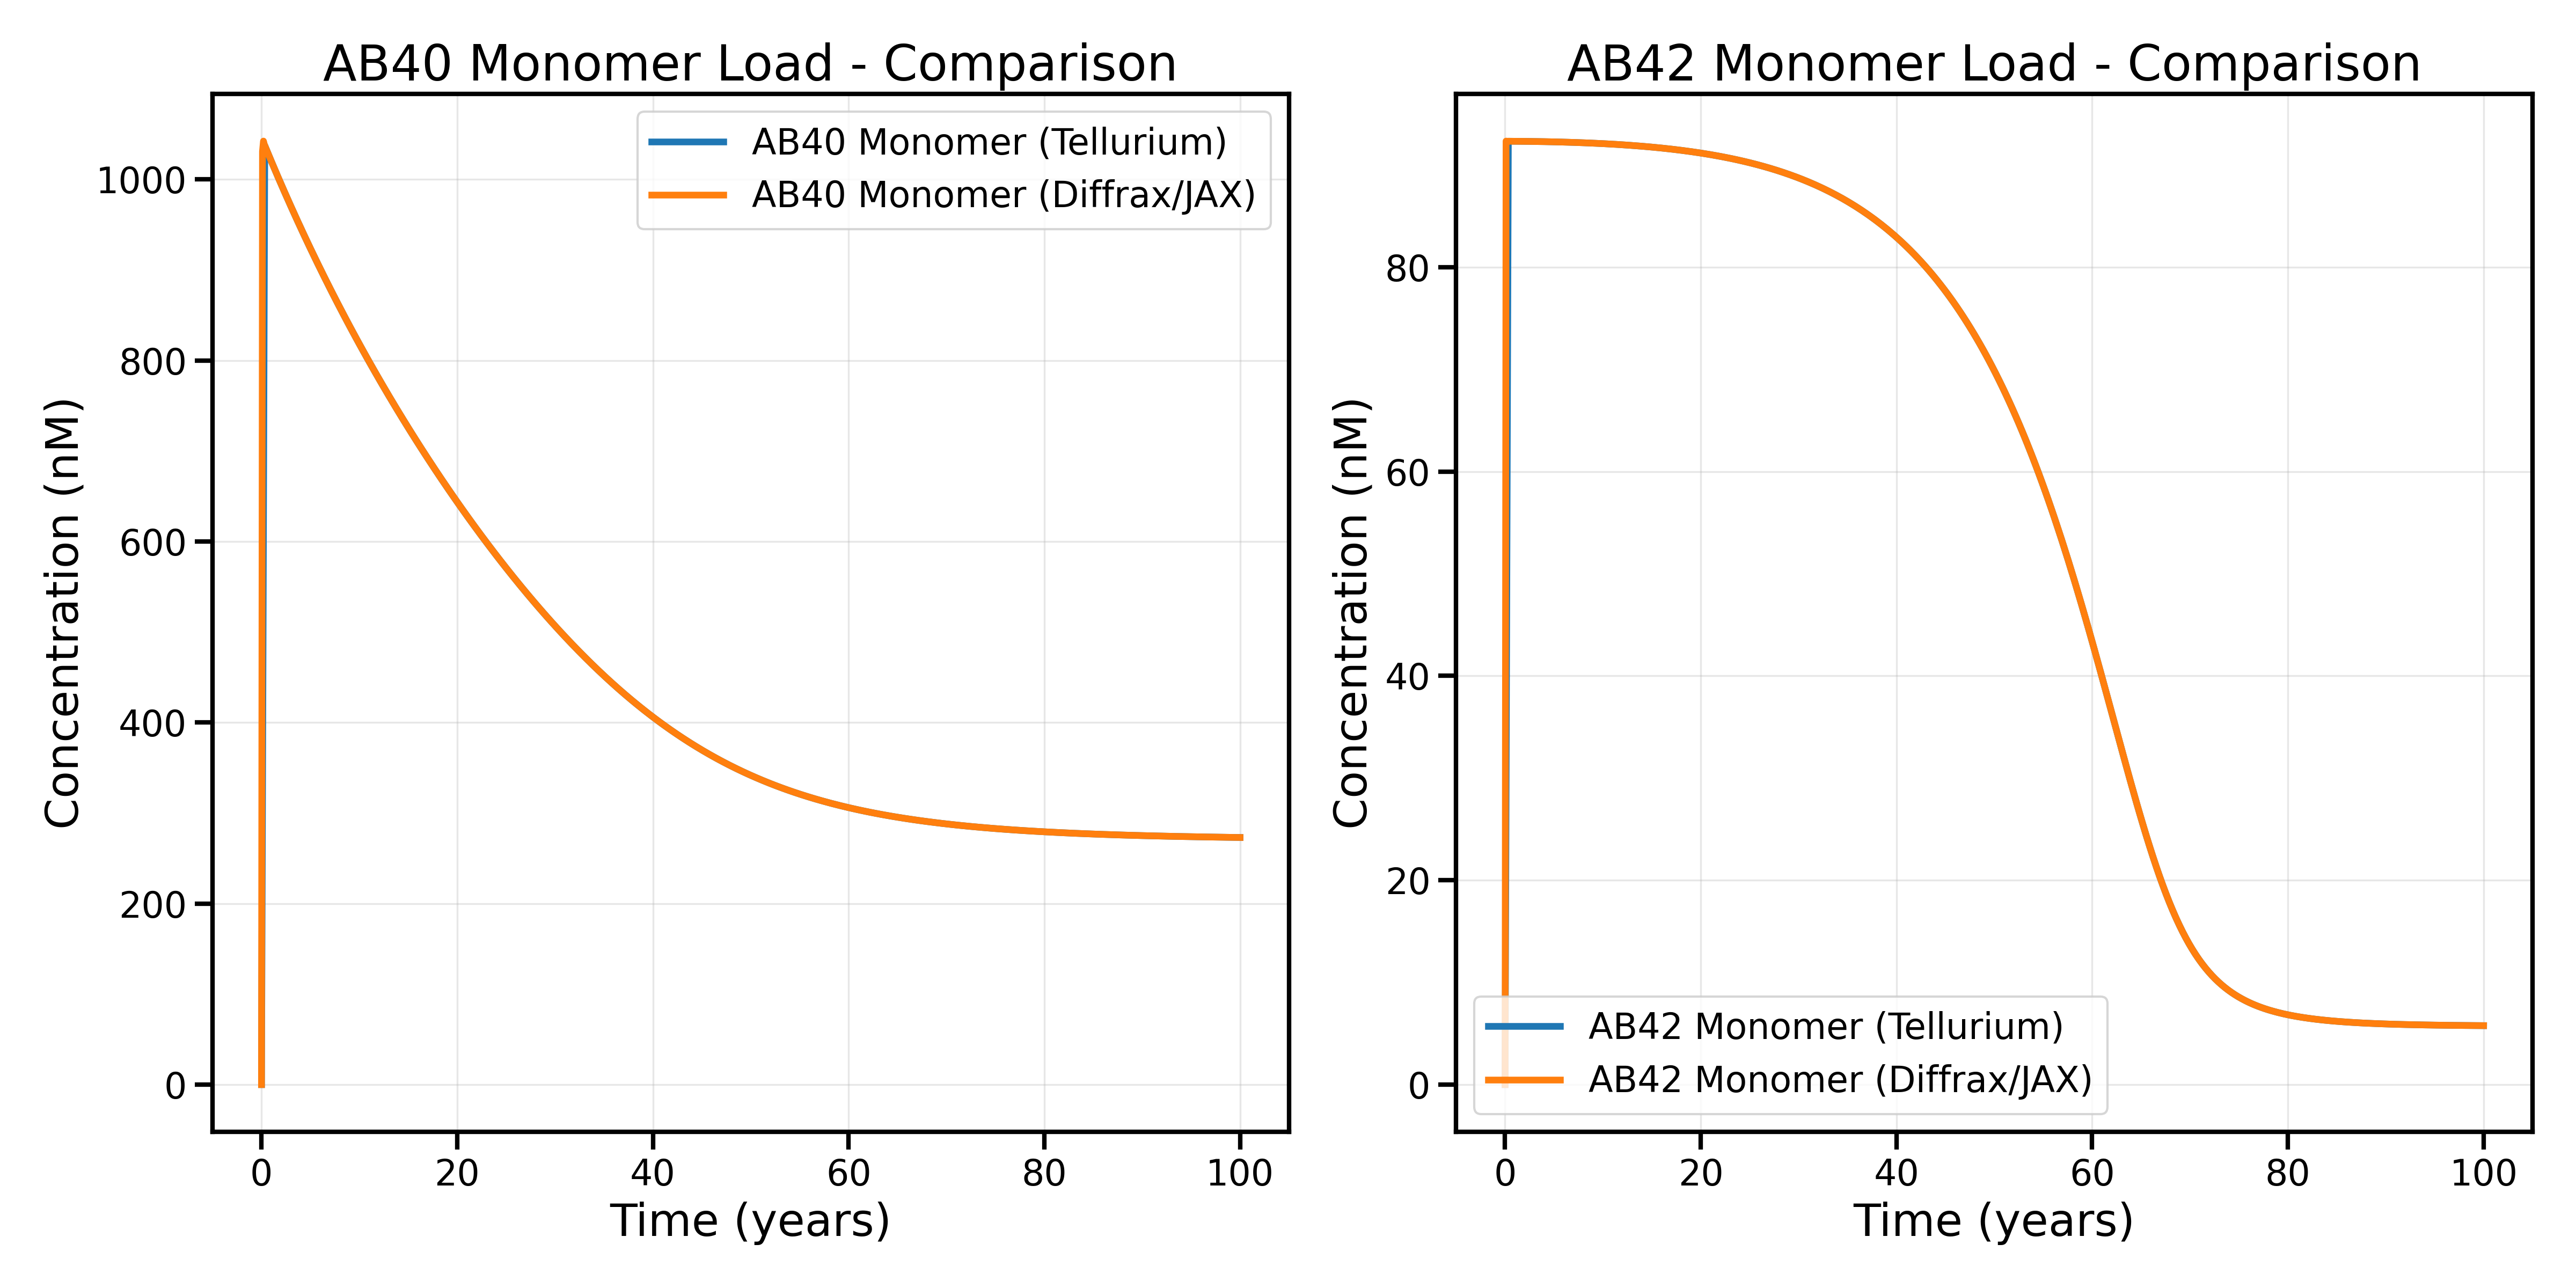 AB40 Monomer Load - Comparison
AB40 Monomer (Tellurium)
AB40 Monomer (Diffrax/JAX)
Concentration (nM)
1000
800
600
400
200
0
0 20 40 60 80 100
Time (years)
AB42 Monomer Load - Comparison
Concentration (nM)
80
60
40
20
0
AB42 Monomer (Tellurium)
AB42 Monomer (Diffrax/JAX)
0 20 40 60 80 100
Time (years)